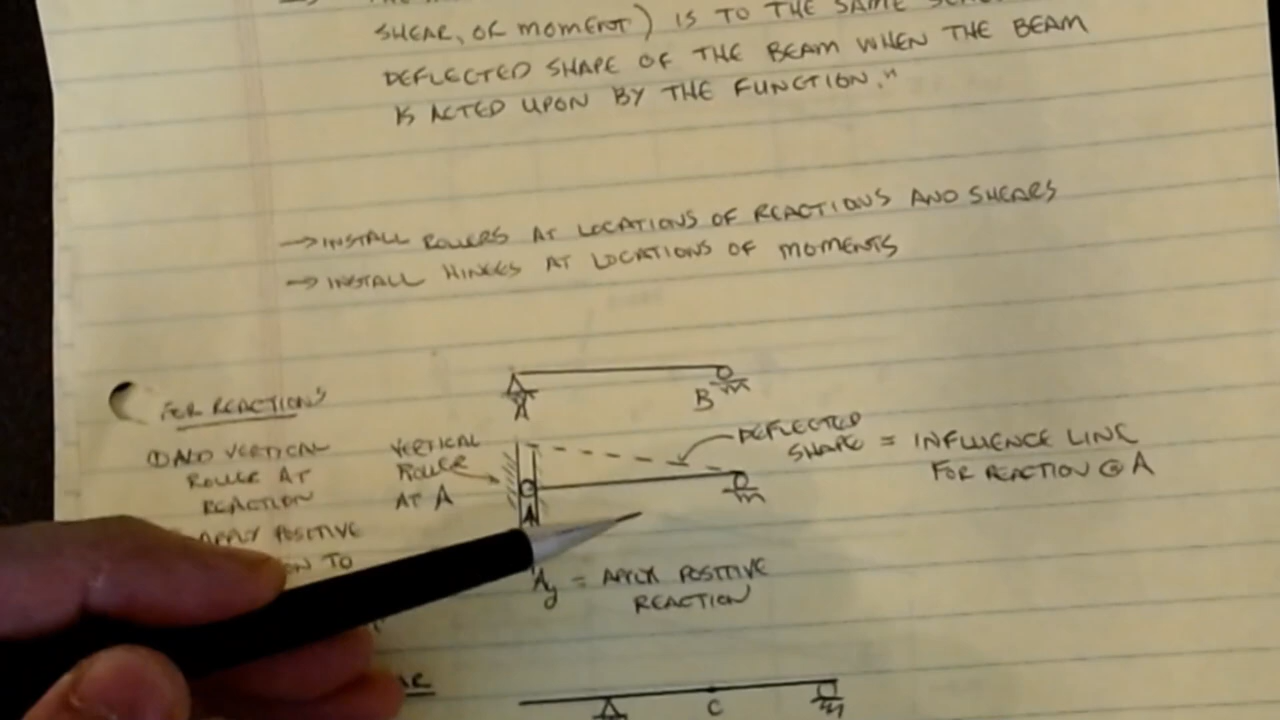 SHEAR, OR MOMENT) IS TO THE SAME
DEFLECTED SHAPE OF THE BEAM WHEN THE BEAM
IS ACTED UPON BY THE FUNCTION."
→ INSTALL ROLLERS AT LOCATIONS OF REACTIONS AND SHEARS
→ INSTALL HINGES AT LOCATIONS OF MOMENTS
FOR REACTIONS
① ADD VERTICAL
ROLLER AT
REACTION
APPLY POSITIVE
TO
A
B
VERTICAL
ROLLER
AT A
A
DEFLECTED
SHAPE = INFLUENCE LINE
FOR REACTION @ A
Ay = APPLY POSITIVE
REACTION
C